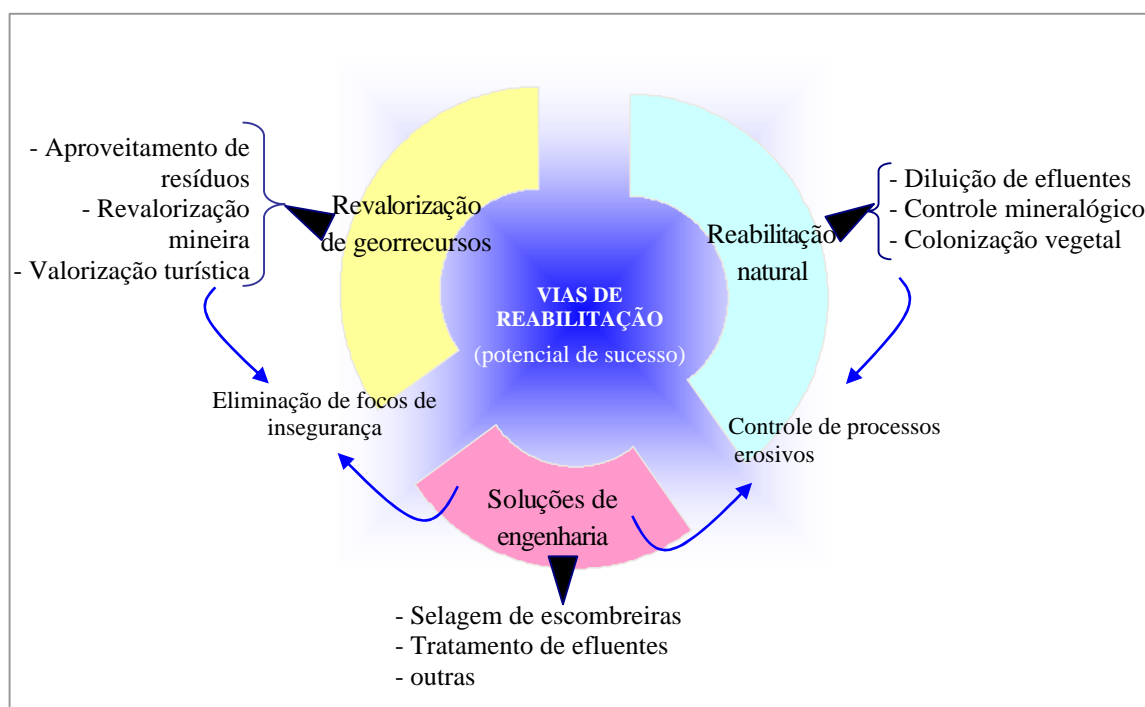 - Aproveitamento de
resíduos
- Revalorização
mineira
- Valorização turística
Revalorização
de georrecursos
Reabilitação
natural
- Diluição de efluentes
- Controle mineralógico
- Colonização vegetal
VIAS DE
REABILITAÇÃO
(potencial de sucesso)
Eliminação de focos de
insegurança
Controle de processos
erosivos
Soluções de
engenharia
- Selagem de escombreiras
- Tratamento de efluentes
- outras